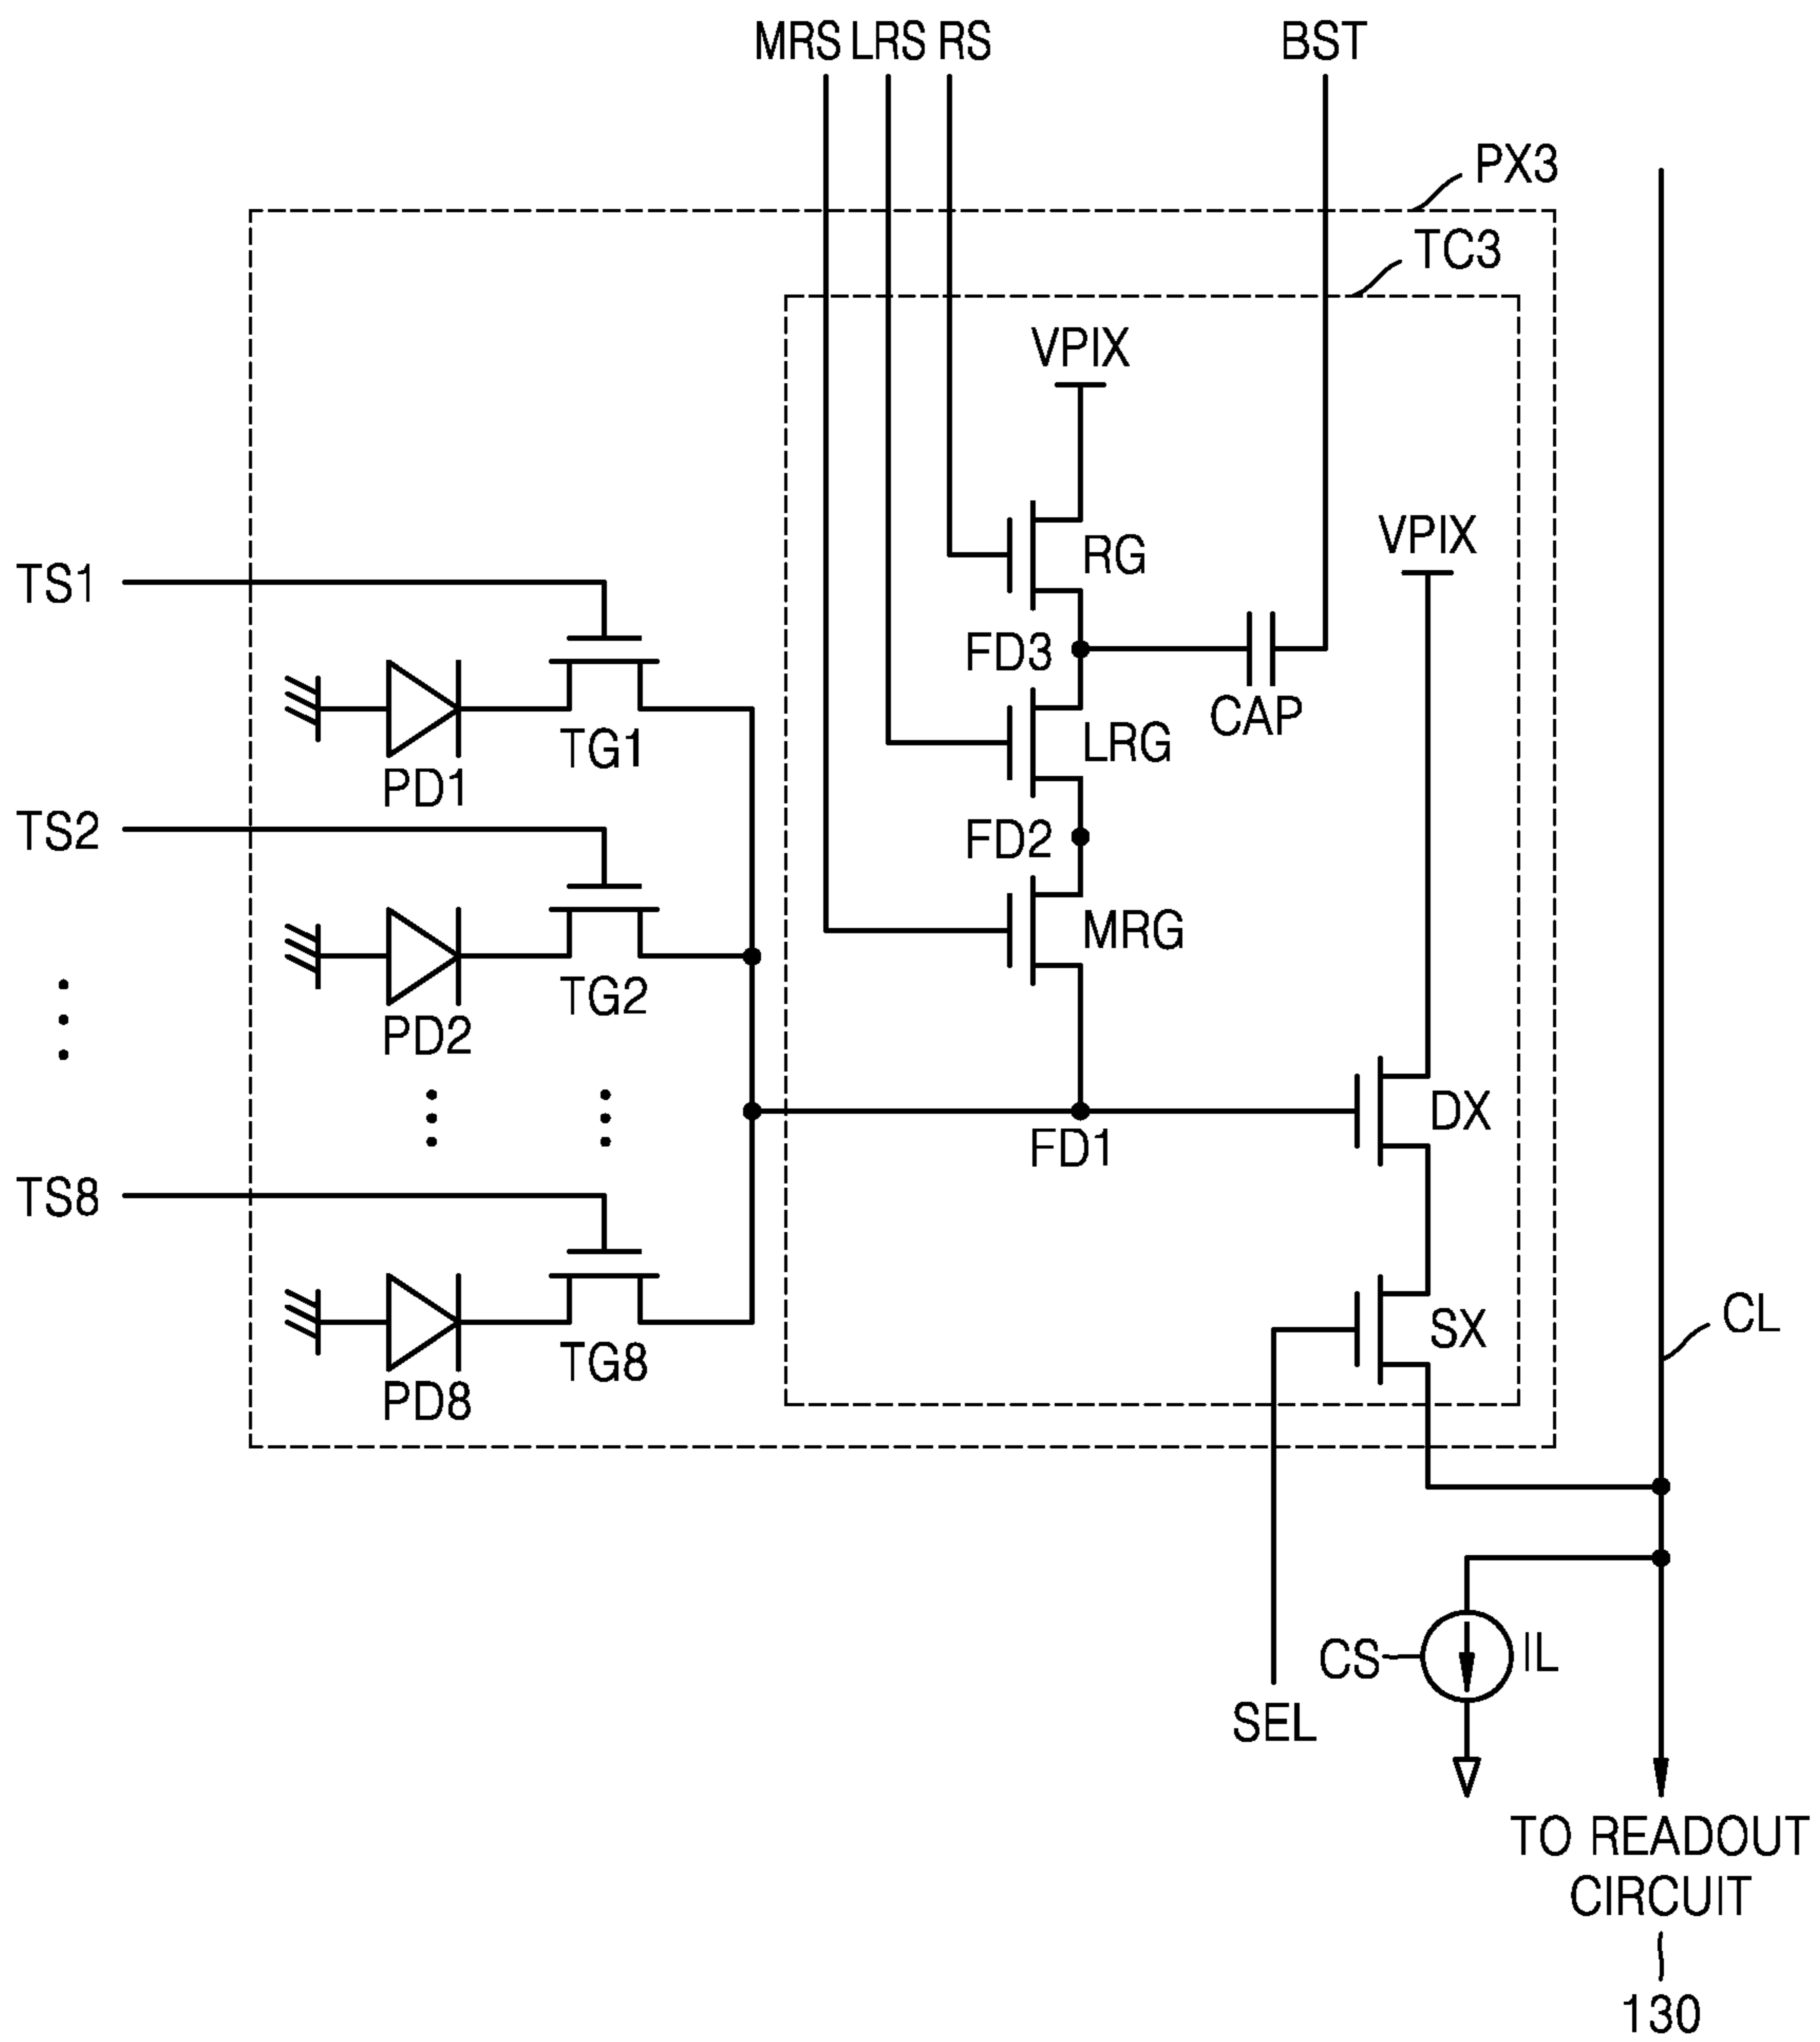 MRS LRS RS BST
PX3
TC3
VPIX
VPIX
RG
TS1
FD3
CAP
LRG
TG1
PD1
TS2
FD2
MRG
TG2
PD2
DX
FD1
TS8
SX
CL
TG8
PD8
CS
IL
SEL
TO READOUT
CIRCUIT
130